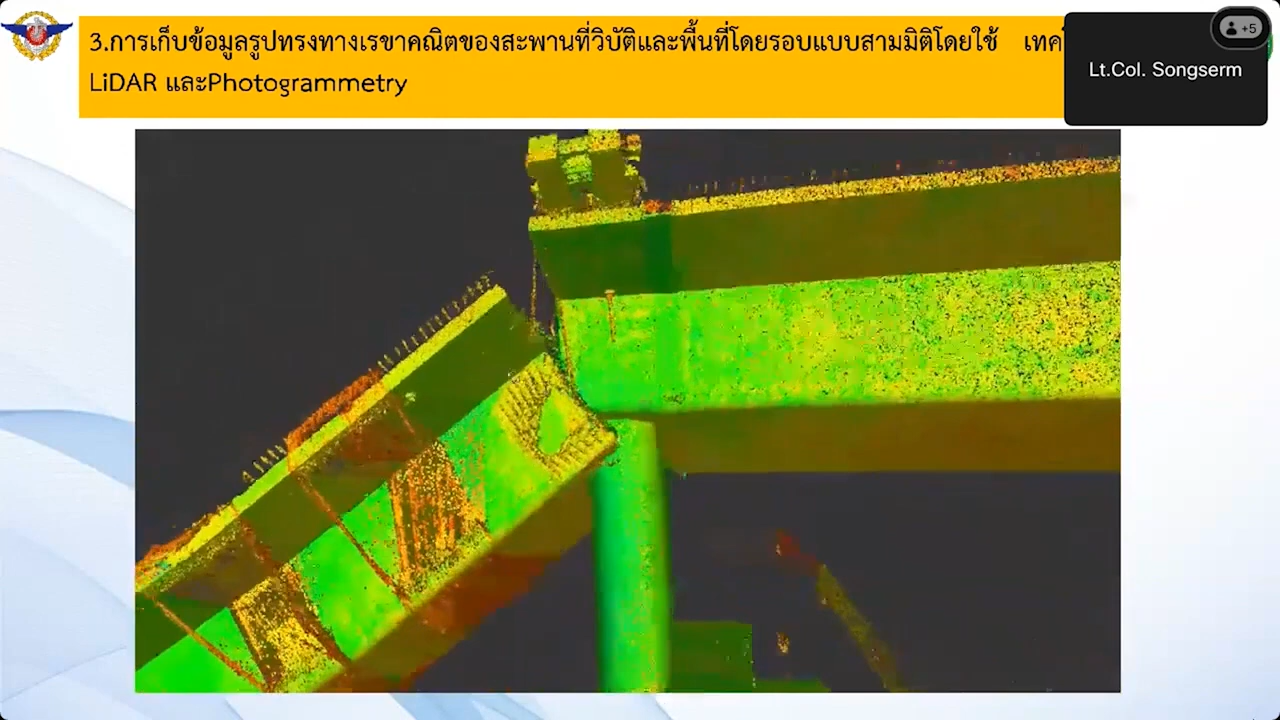 3.การเก็บข้อมูลรูปทรงทางเรขาคณิตของสะพานที่วิบัติและพื้นที่โดยรอบแบบสามมิติโดยใช้ เทค
LiDAR และPhotogrammetry
+5
Lt.Col. Songserm